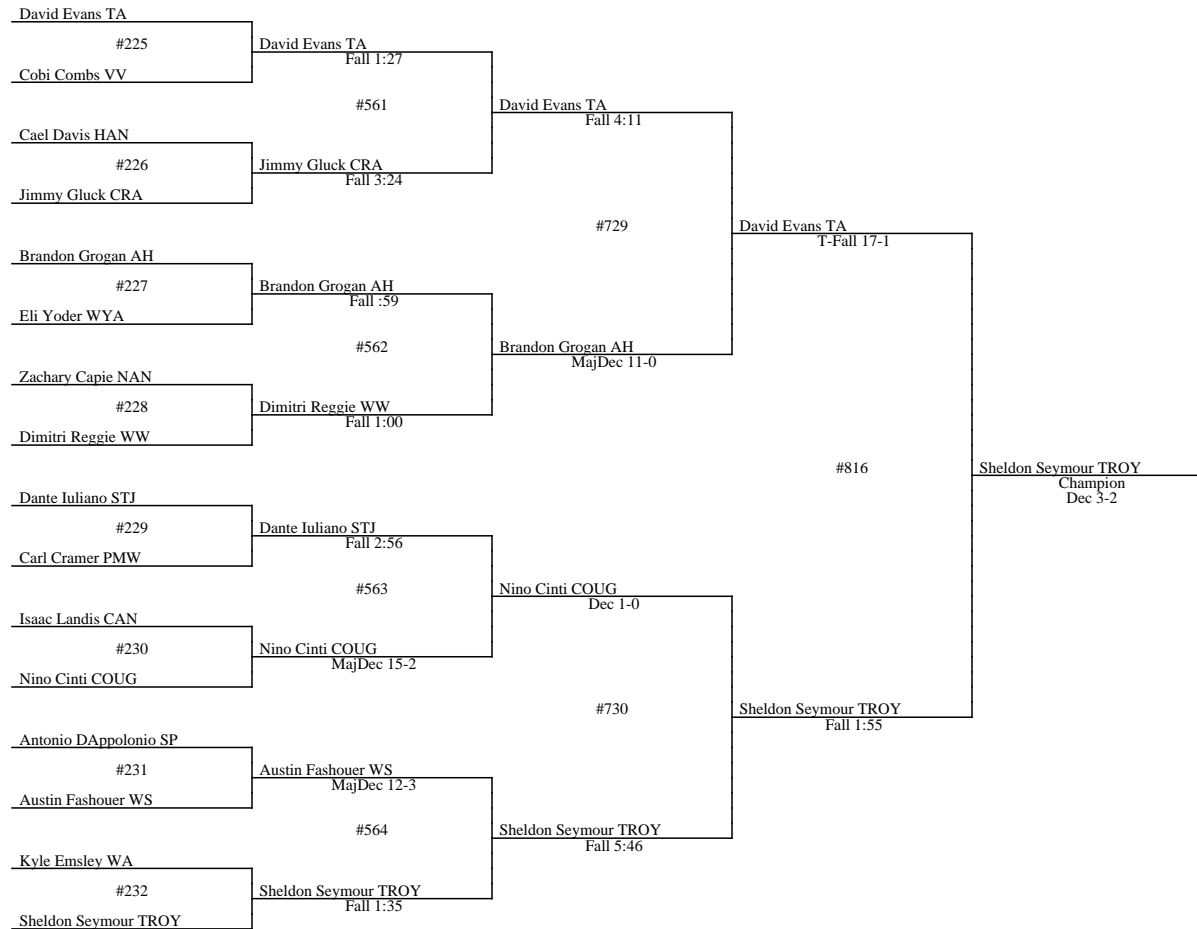 David Evans TA
#225
David Evans TA
Fall 1:27
Cobi Combs VV
#561
David Evans TA
Fall 4:11
Cael Davis HAN
#226
Jimmy Gluck CRA
Fall 3:24
Jimmy Gluck CRA
#729
David Evans TA
T-Fall 17-1
Brandon Grogan AH
#227
Brandon Grogan AH
Fall :59
Eli Yoder WYA
#562
Brandon Grogan AH
MajDec 11-0
Zachary Capie NAN
#228
Dimitri Reggie WW
Fall 1:00
Dimitri Reggie WW
#816
Sheldon Seymour TROY
Champion
Dec 3-2
Dante Iuliano STJ
#229
Dante Iuliano STJ
Fall 2:56
Carl Cramer PMW
#563
Nino Cinti COUG
Dec 1-0
Isaac Landis CAN
#230
Nino Cinti COUG
MajDec 15-2
Nino Cinti COUG
#730
Sheldon Seymour TROY
Fall 1:55
Antonio DAppolonio SP
#231
Austin Fashouer WS
MajDec 12-3
Austin Fashouer WS
#564
Sheldon Seymour TROY
Fall 5:46
Kyle Emsley WA
#232
Sheldon Seymour TROY
Fall 1:35
Sheldon Seymour TROY